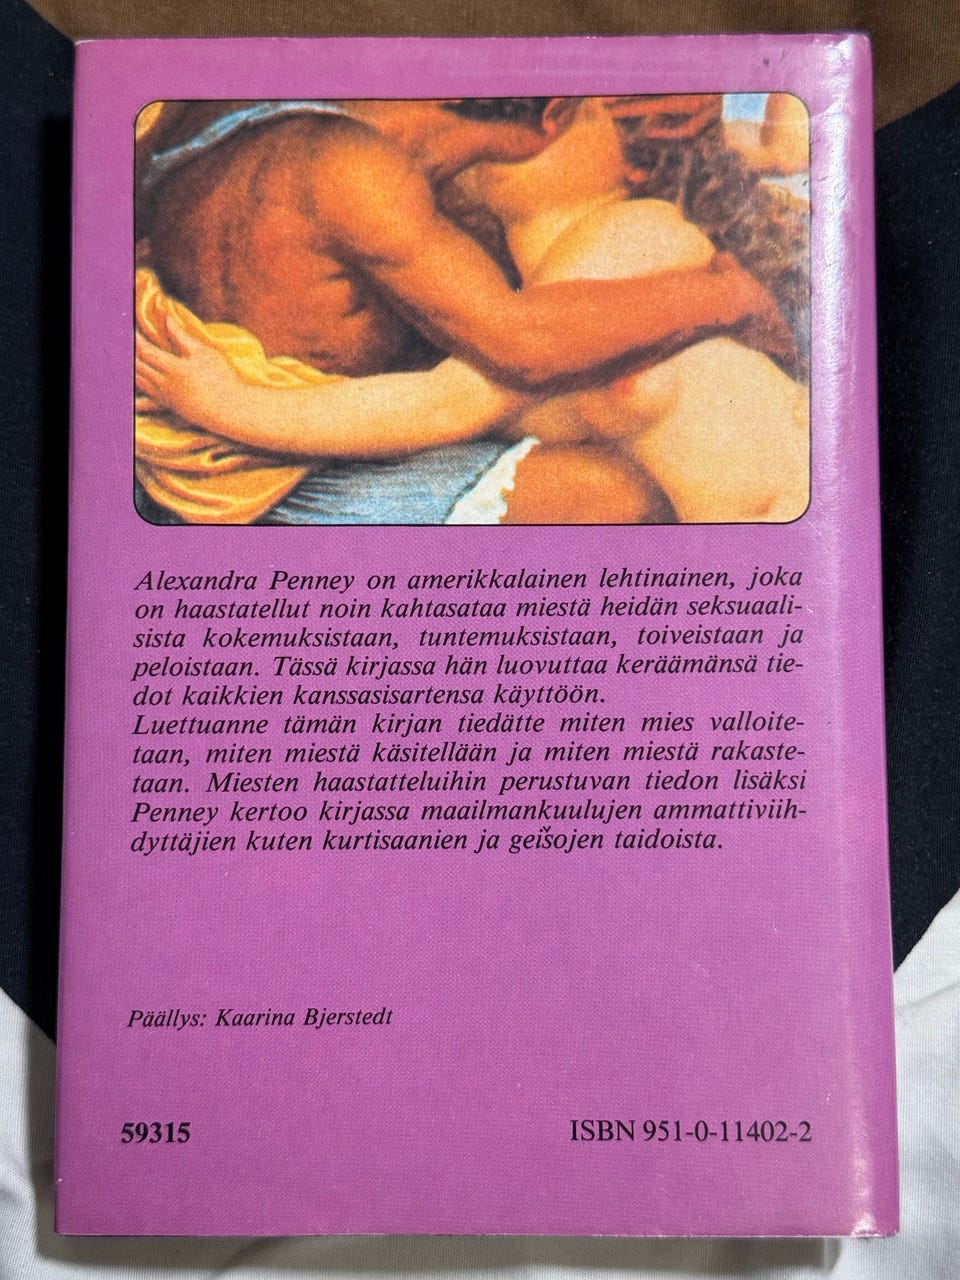 Alexandra Penney on amerikkalainen lehtinainen, joka
on haastatellut noin kahtasataa miestä heidän seksuaali-
sista kokemuksistaan, tuntemuksistaan, toiveistaan ja
peloistaan. Tässä kirjassa hän luovuttaa keräämänsä tie-
dot kaikkien kanssasisartensa käyttöön.
Luettuanne tämän kirjan tiedätte miten mies valloite-
taan, miten miestä käsitellään ja miten miestä rakaste-
taan. Miesten haastatteluihin perustuvan tiedon lisäksi
Penney kertoo kirjassa maailmankuulujen ammattiviih-
dyttäjien kuten kurtisaanien ja geišojen taidoista.
Päällys: Kaarina Bjerstedt
59315
ISBN 951-0-11402-2